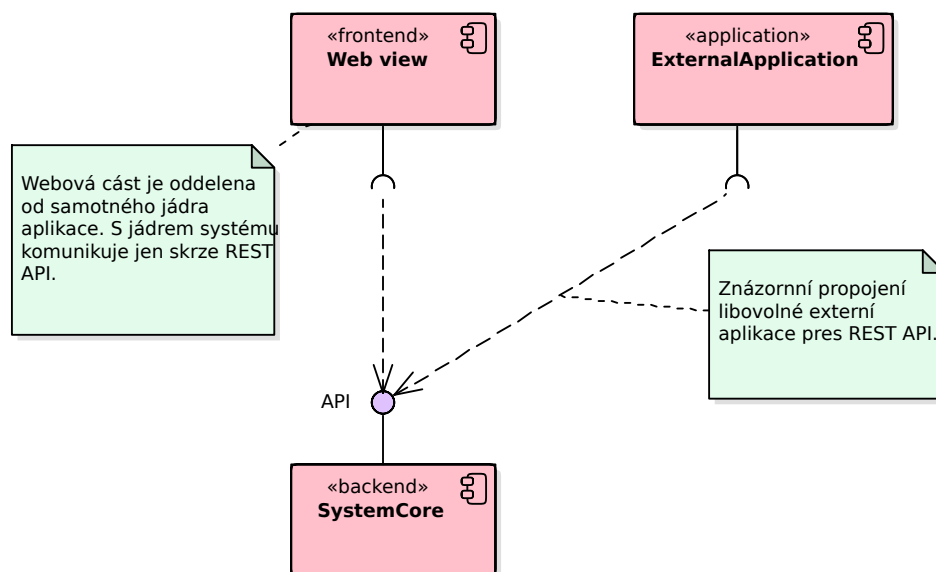 «frontend»
Web view
«application»
ExternalApplication
Webová cást je oddelena
od samotného jádra
aplikace. S jádrem systému
komunikuje jen skrze REST
API.
Znázornní propojení
libovolné externí
aplikace pres REST API.
API
«backend»
SystemCore